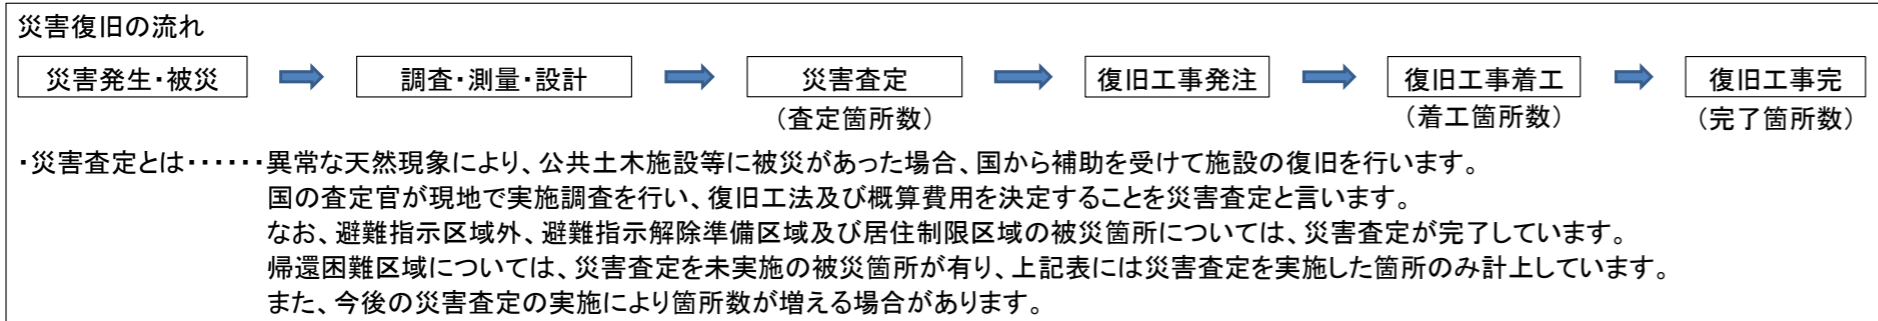 災害復旧の流れ
災害発生・被災 調査・測量・設計 災害査定 復旧工事発注 復旧工事着工 復旧工事完
（査定箇所数） （着工箇所数） （完了箇所数）
・災害査定とは・・・・・・異常な天然現象により、公共土木施設等に被災があった場合、国から補助を受けて施設の復旧を行います。
国の査定官が現地で実施調査を行い、復旧工法及び概算費用を決定することを災害査定と言います。
なお、避難指示区域外、避難指示解除準備区域及び居住制限区域の被災箇所については、災害査定が完了しています。
帰還困難区域については、災害査定を未実施の被災箇所が有り、上記表には災害査定を実施した箇所のみ計上しています。
また、今後の災害査定の実施により箇所数が増える場合があります。